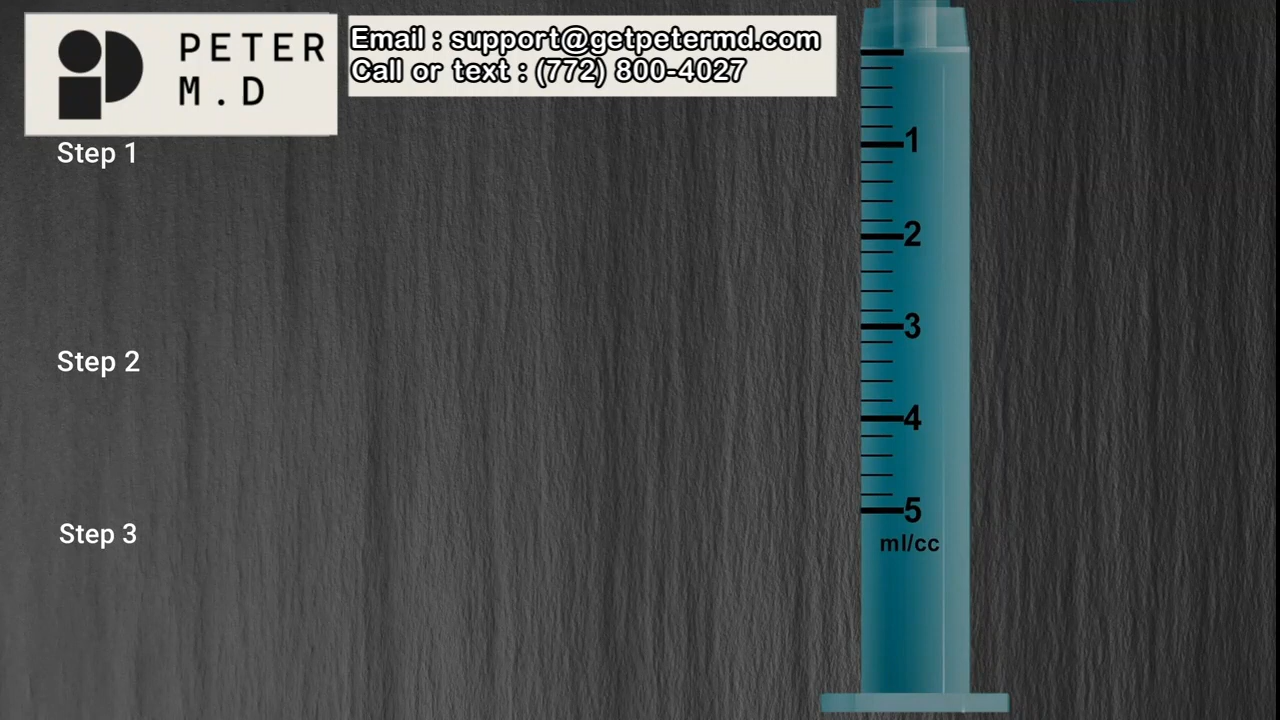 PETER
M.D
Email : support@getpetermd.com
Call or text : (772) 800-4027
Step 1
Step 2
Step 3
1
2
3
4
5
ml/cc